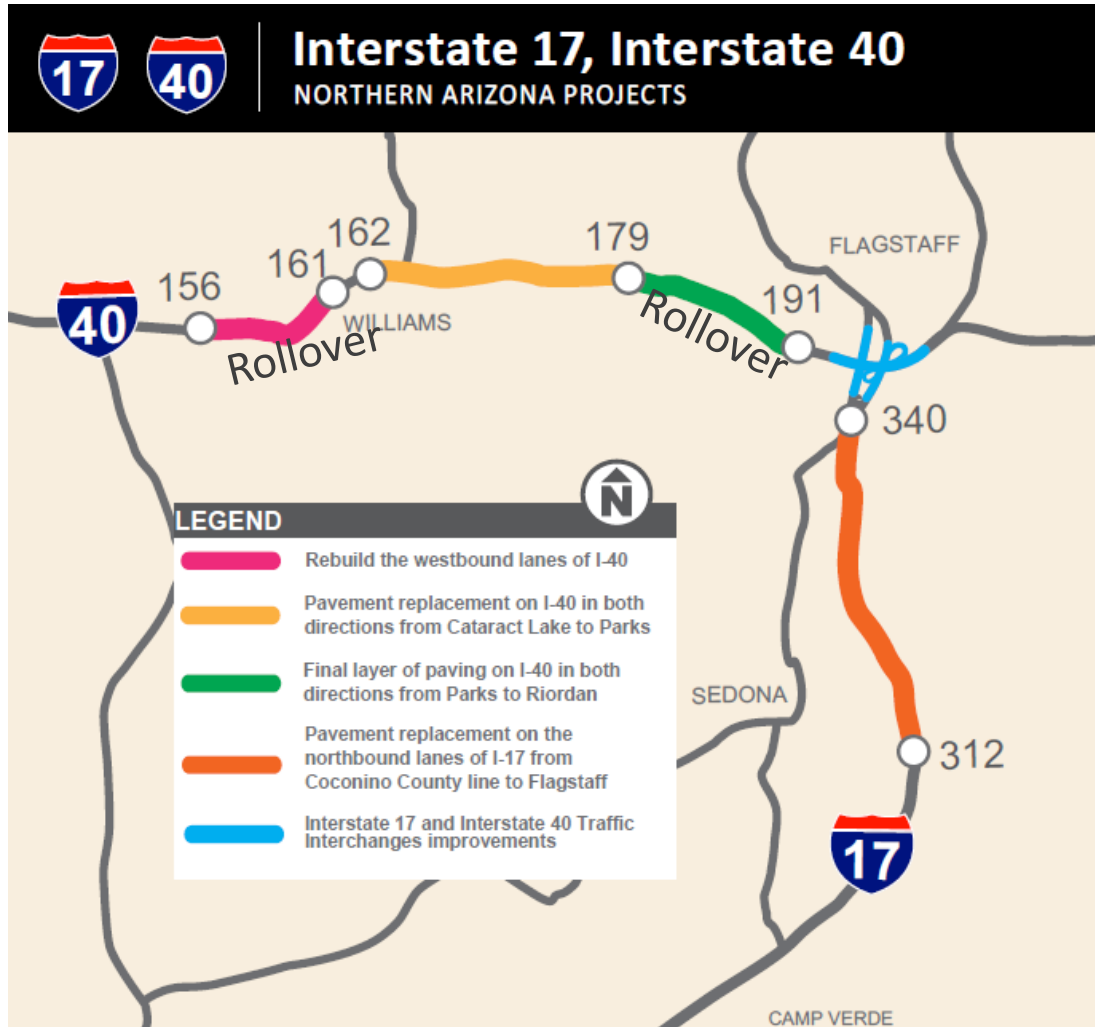 17
40
Interstate 17, Interstate 40
NORTHERN ARIZONA PROJECTS
FLAGSTAFF
162
179
161
156
191
40
WILLIAMS
Rollover
Rollover
340
N
LEGEND
Rebuild the westbound lanes of I-40
Pavement replacement on I-40 in both
directions from Cataract Lake to Parks
Final layer of paving on I-40 in both
directions from Parks to Riordan
Pavement replacement on the
northbound lanes of I-17 from
Coconino County line to Flagstaff
Interstate 17 and Interstate 40 Traffic
Interchanges improvements
SEDONA
312
17
CAMP VERDE